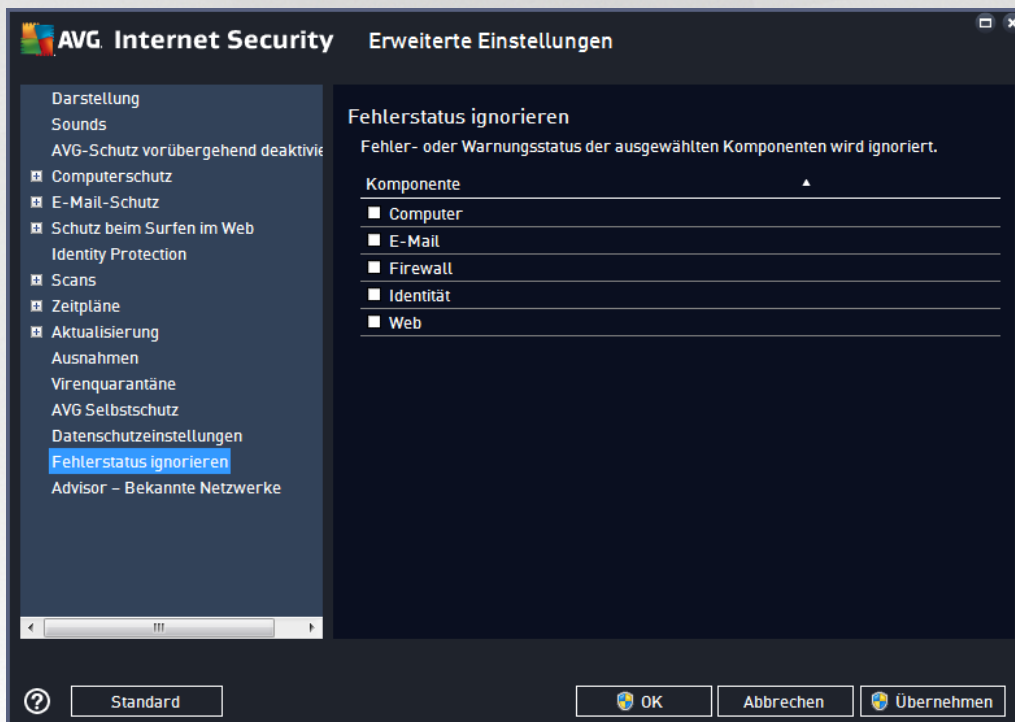 AVG. Internet Security Erweiterte Einstellungen
Darstellung
Sounds
AVG-Schutz vorübergehend deaktivie
Computerschutz
E-Mail-Schutz
Schutz beim Surfen im Web
Identity Protection
Scans
Zeitpläne
Aktualisierung
Ausnahmen
Virenquarantäne
AVG Selbstschutz
Datenschutzeinstellungen
Fehlerstatus ignorieren
Advisor – Bekannte Netzwerke
Fehlerstatus ignorieren
Fehler- oder Warnungsstatus der ausgewählten Komponenten wird ignoriert.
Komponente
Computer
E-Mail
Firewall
Identität
Web
Standard
OK
Abbrechen
Übernehmen